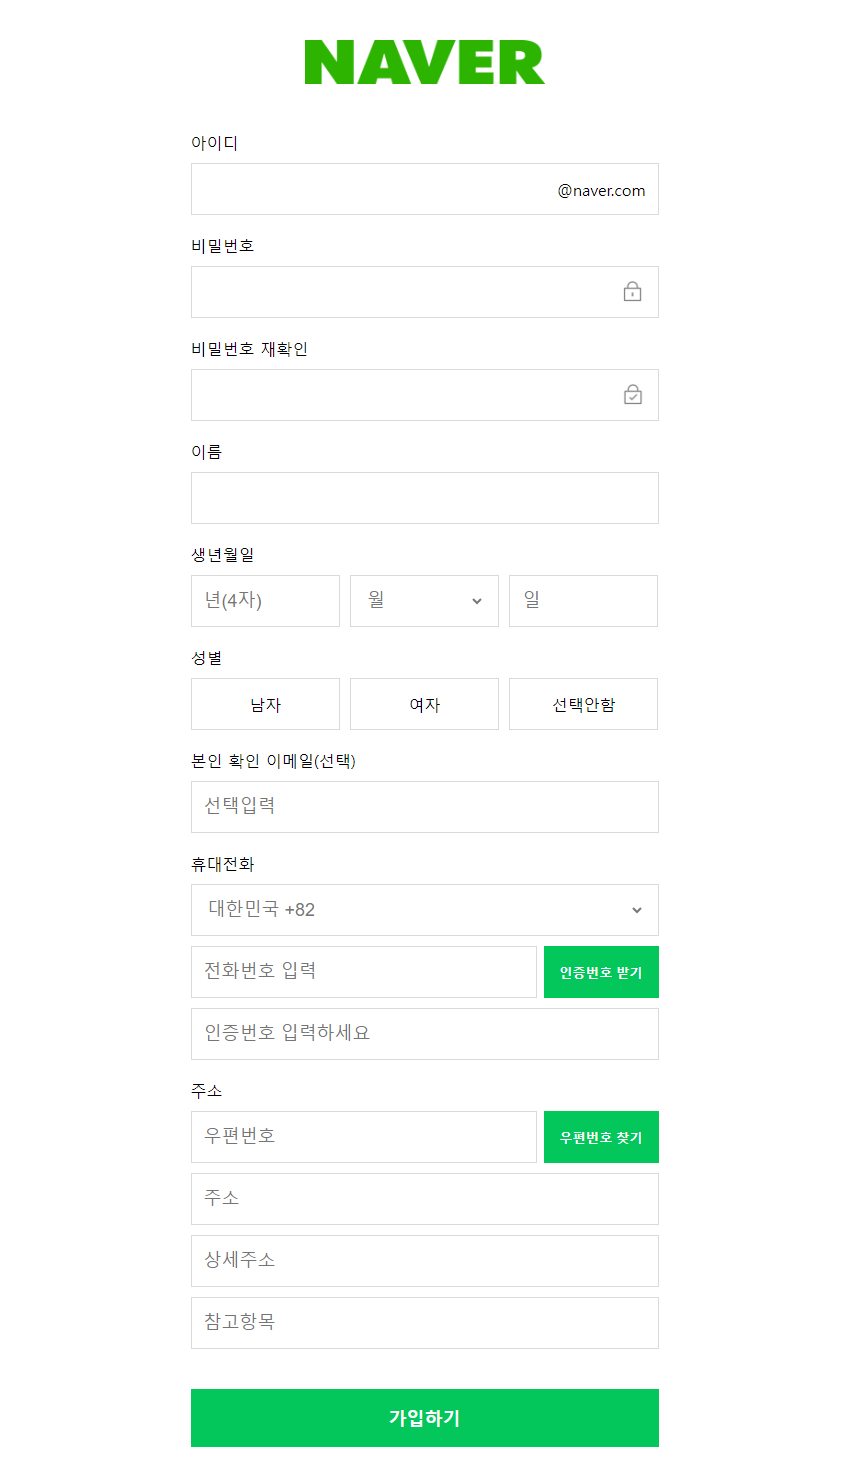 NAVER
아이디
@naver.com
비밀번호
비밀번호 재확인
이름
생년월일
년(4자) 월 일
성별
남자 여자 선택안함
본인 확인 이메일(선택)
선택입력
휴대전화
대한민국 +82
전화번호 입력 인증번호 받기
인증번호 입력하세요
주소
우편번호 우편번호 찾기
주소
상세주소
참고항목
가입하기